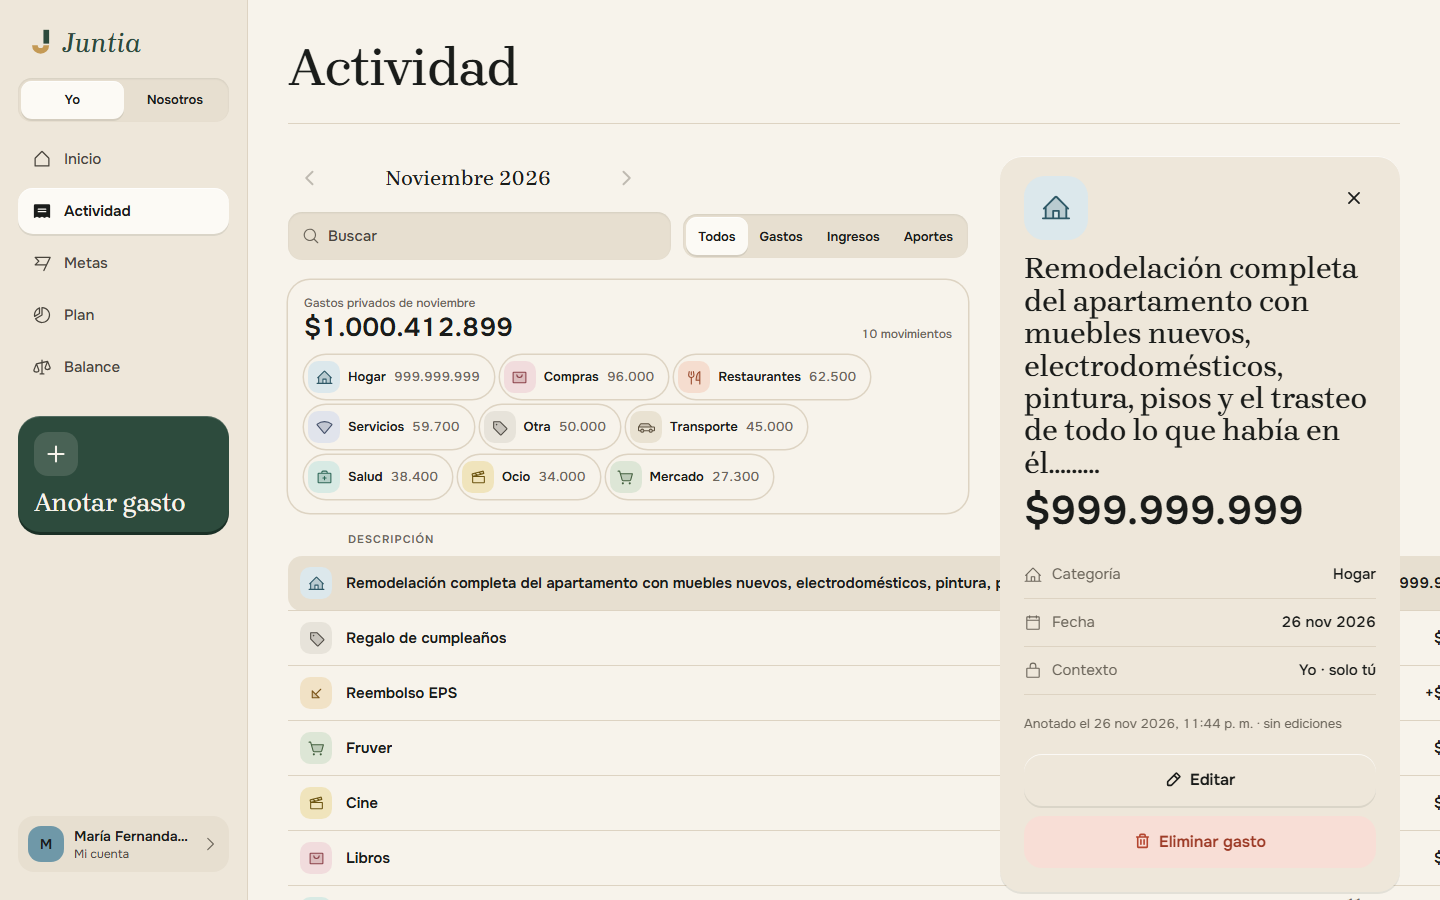 Juntia
Yo
Nosotros
Inicio
Actividad
Metas
Plan
Balance
Anotar gasto
M
María Fernanda...
Mi cuenta
Actividad
Noviembre 2026
Buscar
Todos
Gastos
Ingresos
Aportes
Gastos privados de noviembre
$1.000.412.899
10 movimientos
Hogar 999.999.999
Compras 96.000
Restaurantes 62.500
Servicios 59.700
Otra 50.000
Transporte 45.000
Salud 38.400
Ocio 34.000
Mercado 27.300
DESCRIPCIÓN
Remodelación completa del apartamento con muebles nuevos, electrodomésticos, pintura,
Regalo de cumpleaños
Reembolso EPS
Fruver
Cine
Libros
Remodelación completa
del apartamento con
muebles nuevos,
electrodomésticos,
pintura, pisos y el trasteo
de todo lo que había en
él.........
$999.999.999
Categoría
Hogar
Fecha
26 nov 2026
Contexto
Yo · solo tú
Anotado el 26 nov 2026, 11:44 p. m. · sin ediciones
Editar
Eliminar gasto